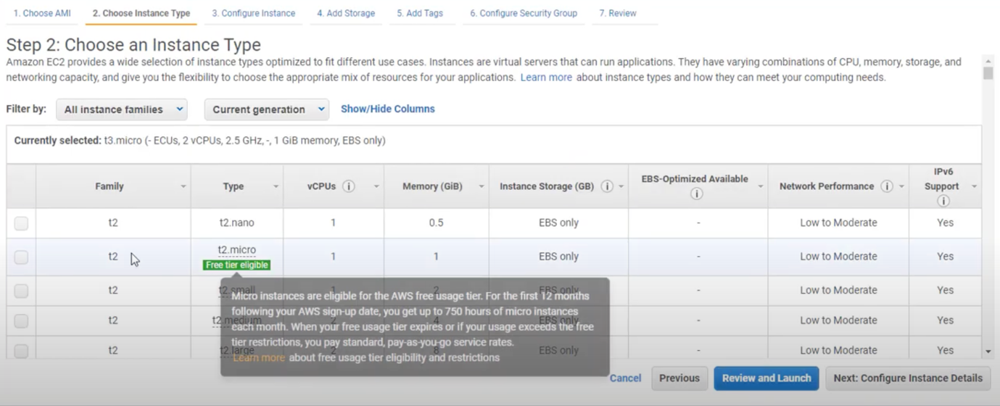 1. Choose AMI 2. Choose Instance Type 3. Configure Instance 4. Add Storage 5. Add Tags 6. Configure Security Group 7. Review
Step 2: Choose an Instance Type
Amazon EC2 provides a wide selection of instance types optimized to fit different use cases. Instances are virtual servers that can run applications. They have varying combinations of CPU, memory, storage, and
networking capacity, and give you the flexibility to choose the appropriate mix of resources for your applications. Learn more about instance types and how they can meet your computing needs.
Filter by: All instance families Current generation Show/Hide Columns
Currently selected: t3.micro (- ECUs, 2 vCPUs, 2.5 GHz, -, 1 GiB memory, EBS only)
Family Type vCPUs i Memory (GiB) Instance Storage (GB) i EBS-Optimized Available i Network Performance i IPv6 Support i
t2 t2.nano 1 0.5 EBS only - Low to Moderate Yes
t2 t2.micro 1 1 EBS only - Low to Moderate Yes
Free tier eligible
t2 t2.small 1 2 EBS only - Low to Moderate Yes
Micro instances are eligible for the AWS free usage tier. For the first 12 months
following your AWS sign-up date, you get up to 750 hours of micro instances
t2 t2.medium 2 4 EBS only - Low to Moderate Yes
each month. When your free usage tier expires or if your usage exceeds the free
tier restrictions, you pay standard, pay-as-you-go service rates.
t2 t2.large 2 8 EBS only - Low to Moderate Yes
Learn more about free usage tier eligibility and restrictions
Cancel Previous Review and Launch Next: Configure Instance Details